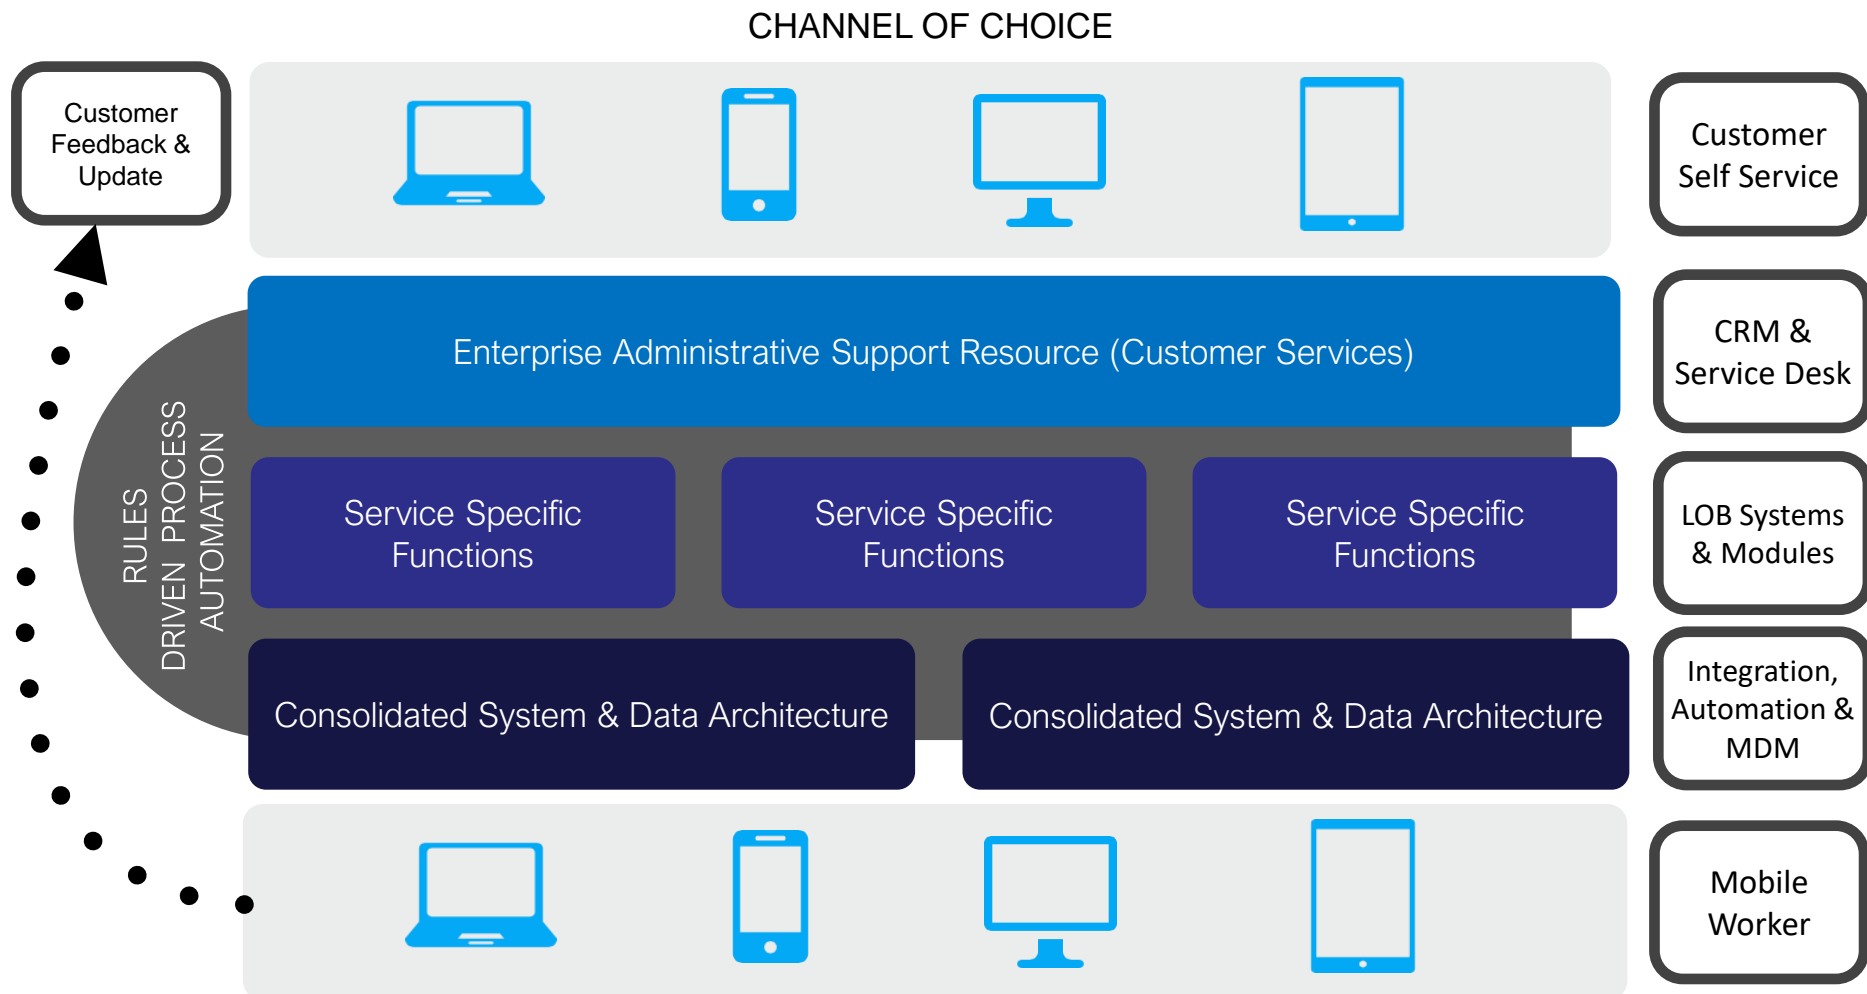 CHANNEL OF CHOICE
Customer
Feedback &
Update
Customer
Self Service
Enterprise Administrative Support Resource (Customer Services)
CRM &
Service Desk
RULES
DRIVEN PROCESS
AUTOMATION
Service Specific
Functions
Service Specific
Functions
Service Specific
Functions
LOB Systems
& Modules
Consolidated System & Data Architecture
Consolidated System & Data Architecture
Integration,
Automation &
MDM
Mobile
Worker